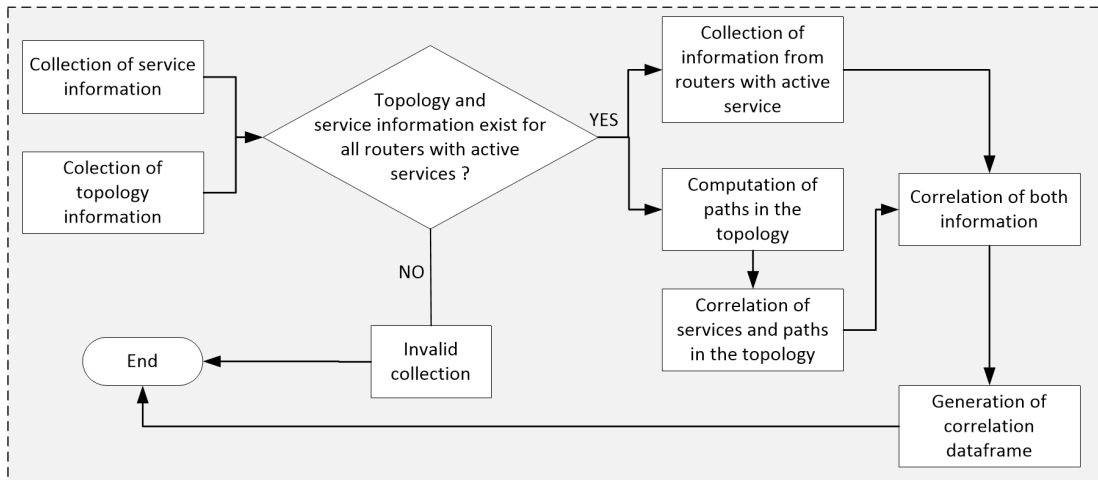 Collection of service
information
Colection of
topology
information
Topology and
service information exist for
all routers with active
services ?
YES
NO
Collection of
information from
routers with active
service
Computation of
paths in the
topology
Correlation of
services and paths
in the topology
Correlation of both
information
Generation of
correlation
dataframe
Invalid
collection
End